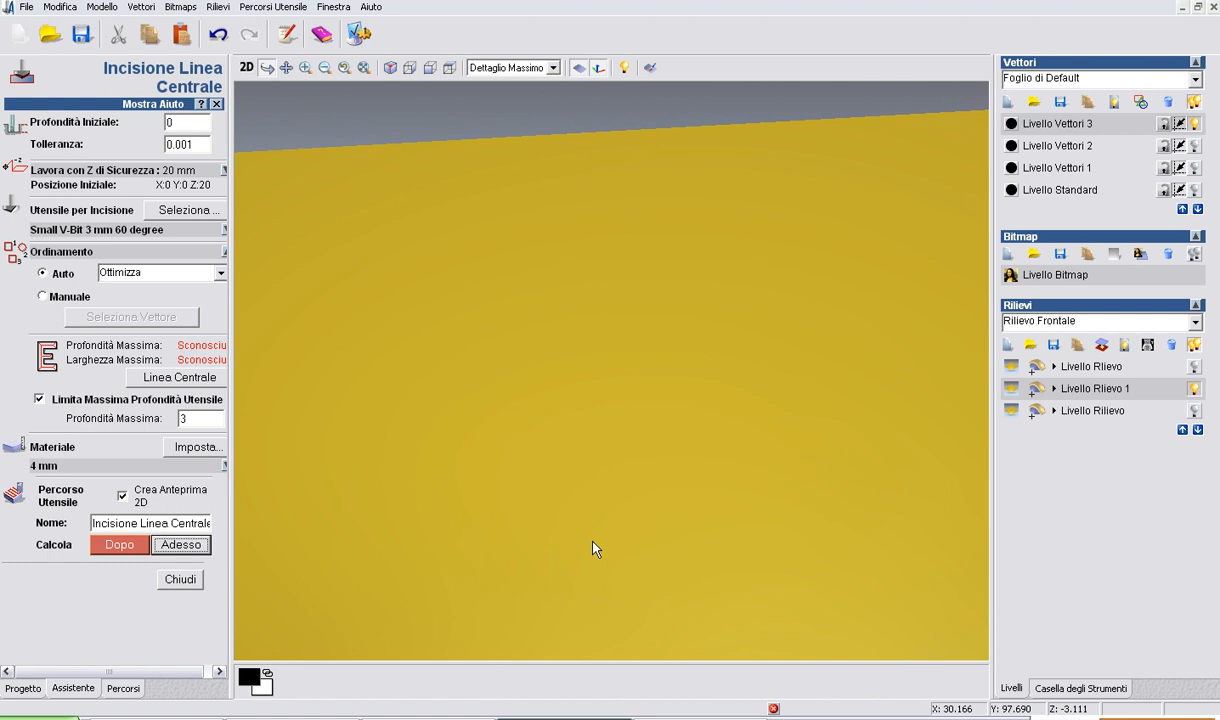 File Modifica Modello Vettori Bitmaps Rilievi Percorsi Utensile Finestra Aiuto
2D Dettaglio Massimo
Incisione Linea
Centrale
Mostra Aiuto ?
Profondità Iniziale: 0
Tolleranza: 0.001
Lavora con Z di Sicurezza : 20 mm
Posizione Iniziale: X:0 Y:0 Z:20
Utensile per Incisione Seleziona ...
Small V-Bit 3 mm 60 degree
Ordinamento
Auto Ottimizza
Manuale
Seleziona Vettore
Profondità Massima: Sconosciu
Larghezza Massima: Sconosciu
Linea Centrale
Limita Massima Profondità Utensile
Profondità Massima: 3
Materiale Imposta...
4 mm
Percorso
Utensile
Crea Anteprima
2D
Nome: Incisione Linea Centrale
Calcola Dopo Adesso
Chiudi
Progetto Assistente Percorsi
Vettori
Foglio di Default
Livello Vettori 3
Livello Vettori 2
Livello Vettori 1
Livello Standard
Bitmap
Livello Bitmap
Rilievi
Rilievo Frontale
Livello Rlievo
Livello Rlievo 1
Livello Rilievo
Livelli Casella degli Strumenti
X: 30.166 Y: 97.690 Z: -3.111